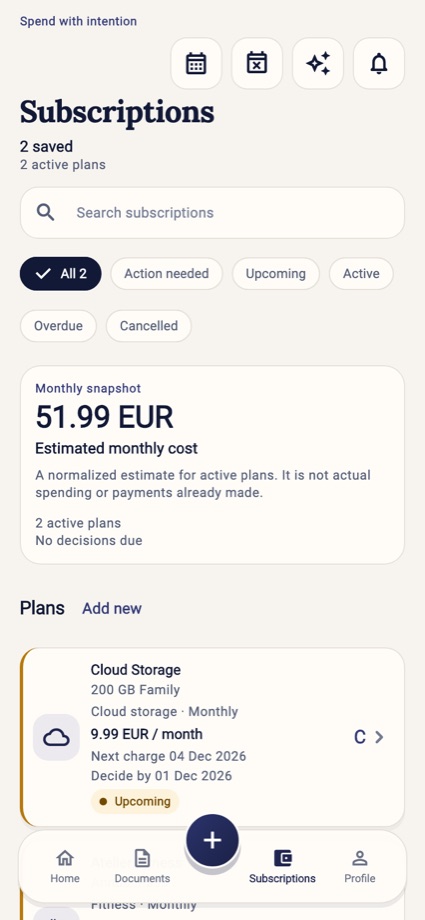 Spend with intention
Subscriptions
2 saved
2 active plans
Search subscriptions
All 2
Action needed
Upcoming
Active
Overdue
Cancelled
Monthly snapshot
51.99 EUR
Estimated monthly cost
A normalized estimate for active plans. It is not actual
spending or payments already made.
2 active plans
No decisions due
Plans
Add new
Cloud Storage
200 GB Family
Cloud storage · Monthly
9.99 EUR / month
C
Next charge 04 Dec 2026
Decide by 01 Dec 2026
Upcoming
Home
Documents
Subscriptions
Profile
Fitness · Monthly